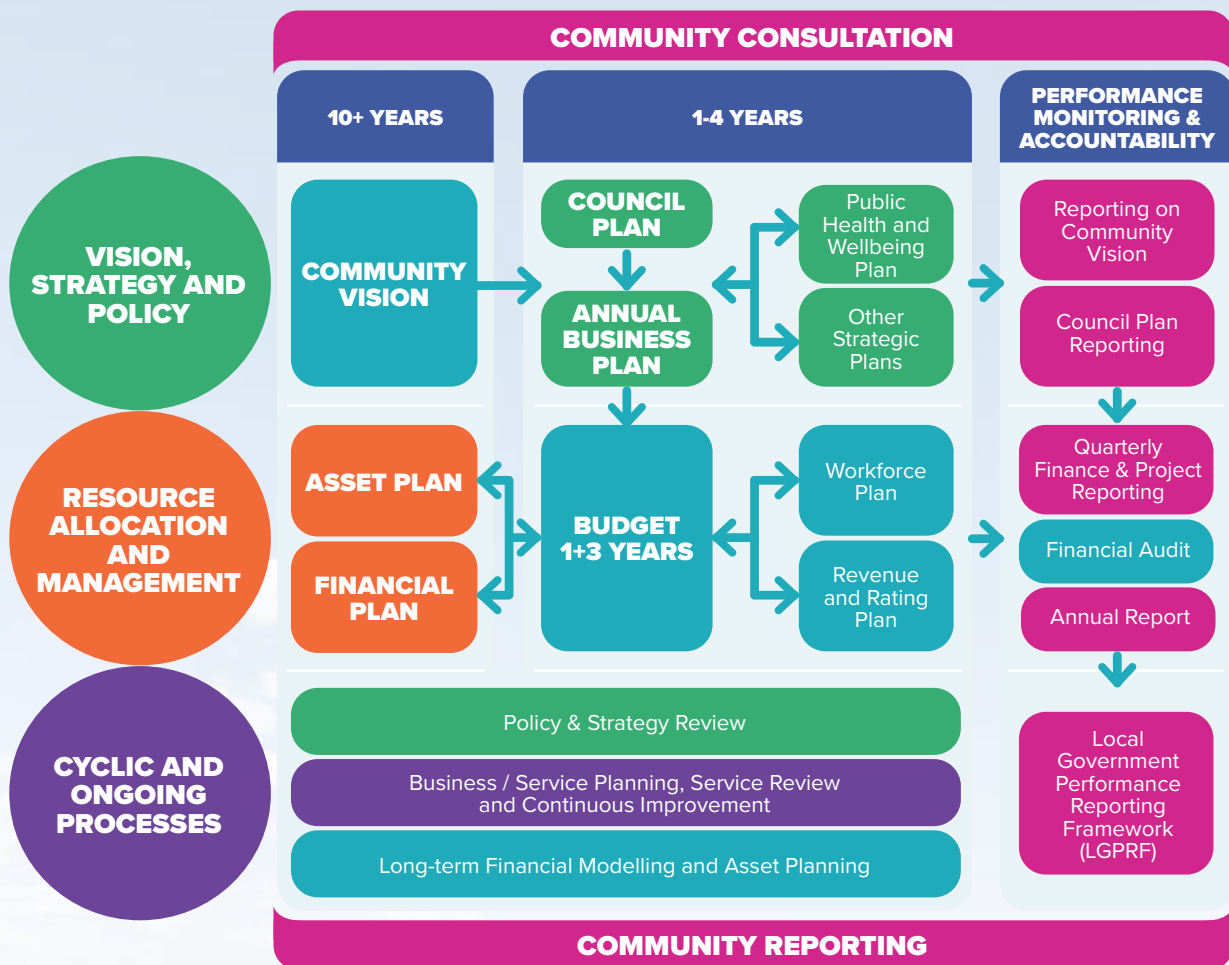 COMMUNITY CONSULTATION
10+ YEARS
1-4 YEARS
PERFORMANCE
MONITORING &
ACCOUNTABILITY
VISION,
STRATEGY AND
POLICY
COMMUNITY
VISION
COUNCIL
PLAN
ANNUAL
BUSINESS
PLAN
Public
Health and
Wellbeing
Plan
Other
Strategic
Plans
Reporting on
Community
Vision
Council Plan
Reporting
RESOURCE
ALLOCATION
AND
MANAGEMENT
ASSET PLAN
FINANCIAL
PLAN
BUDGET
1+3 YEARS
Workforce
Plan
Revenue
and Rating
Plan
Quarterly
Finance & Project
Reporting
Financial Audit
Annual Report
CYCLIC AND
ONGOING
PROCESSES
Policy & Strategy Review
Business / Service Planning, Service Review
and Continuous Improvement
Long-term Financial Modelling and Asset Planning
Local
Government
Performance
Reporting
Framework
(LGPRF)
COMMUNITY REPORTING